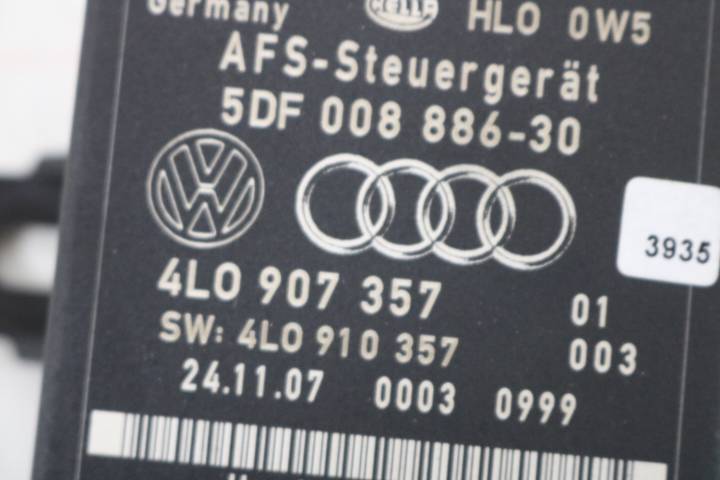 Germany HELLA HLO 0W5
AFS-Steuergerät
5DF 008 886-30
3935
4L0 907 357 01
SW: 4L0 910 357 003
24.11.07 0003 0999